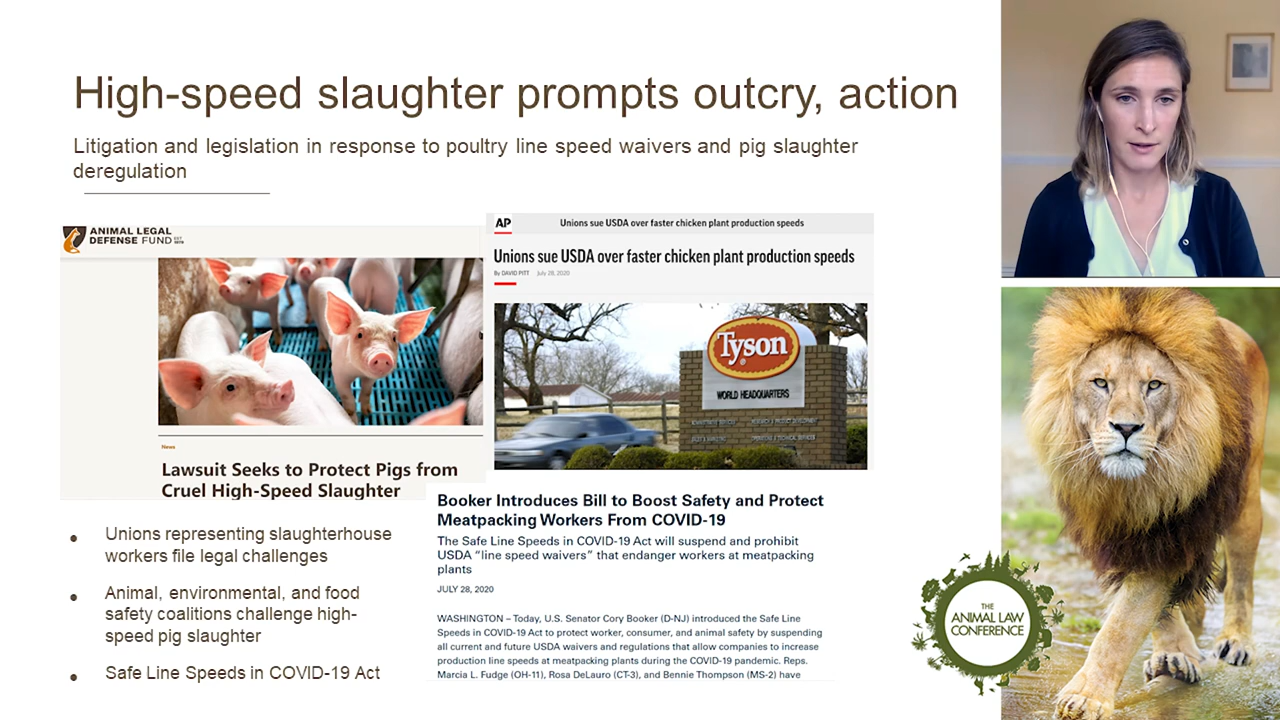 High-speed slaughter prompts outcry, action
Litigation and legislation in response to poultry line speed waivers and pig slaughter
deregulation
ANIMAL LEGAL
DEFENSE FUND
News
Lawsuit Seeks to Protect Pigs from
Cruel High-Speed Slaughter
AP
Unions sue USDA over faster chicken plant production speeds
Unions sue USDA over faster chicken plant production speeds
By DAVID PITT July 28, 2020
Tyson
WORLD HEADQUARTERS
Booker Introduces Bill to Boost Safety and Protect
Meatpacking Workers From COVID-19
The Safe Line Speeds in COVID-19 Act will suspend and prohibit
USDA “line speed waivers” that endanger workers at meatpacking
plants
JULY 28, 2020
WASHINGTON – Today, U.S. Senator Cory Booker (D-NJ) introduced the Safe Line
Speeds in COVID-19 Act to protect worker, consumer, and animal safety by suspending
all current and future USDA waivers and regulations that allow companies to increase
production line speeds at meatpacking plants during the COVID-19 pandemic. Reps.
Marcia L. Fudge (OH-11), Rosa DeLauro (CT-3), and Bennie Thompson (MS-2) have
• Unions representing slaughterhouse
workers file legal challenges
• Animal, environmental, and food
safety coalitions challenge high-
speed pig slaughter
• Safe Line Speeds in COVID-19 Act
THE
ANIMAL LAW
CONFERENCE